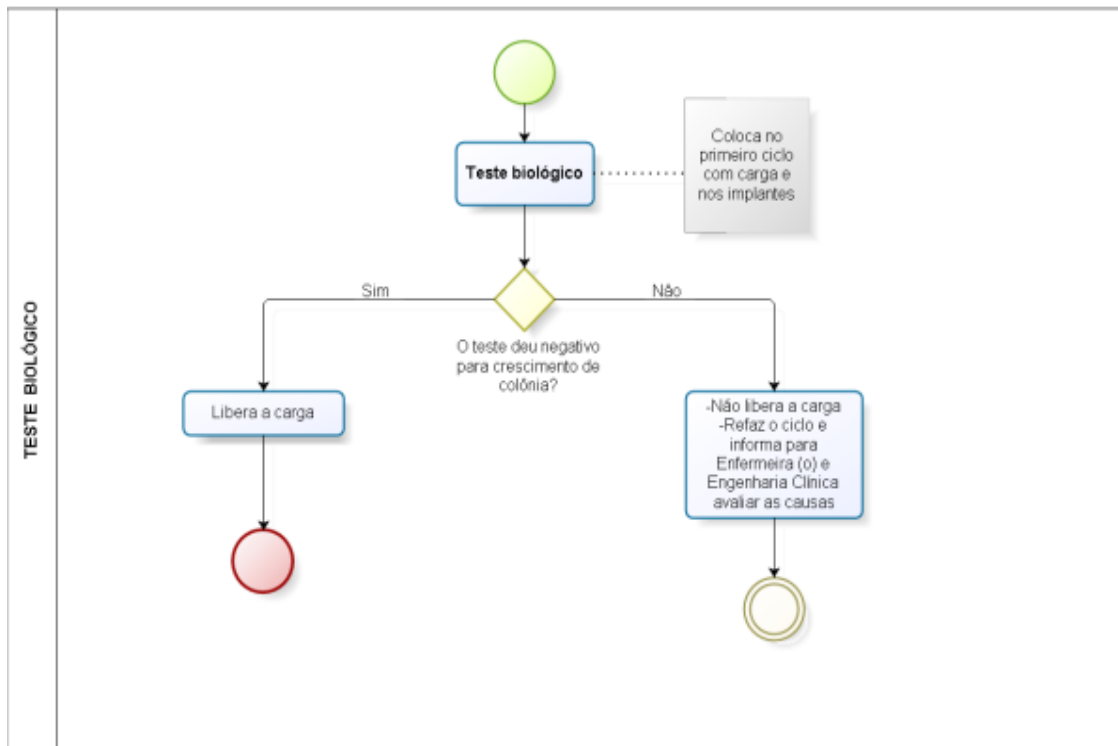 TESTE BIOLÓGICO
Teste biológico
Coloca no
primeiro ciclo
com carga e
nos implantes
Sim
Não
O teste deu negativo
para crescimento de
colônia?
Libera a carga
-Não libera a carga
-Refaz o ciclo e
informa para
Enfermeira (o) e
Engenharia Clínica
avaliar as causas